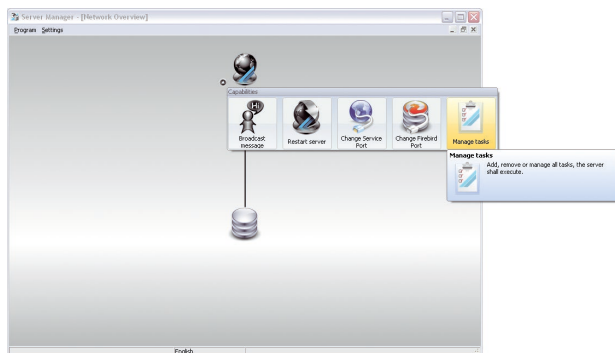 Server Manager - [Network Overview]
Program Settings
Capabilities
Hi
Broadcast message
Restart server
Change Service Port
Change Firebird Port
Manage tasks
Manage tasks
Add, remove or manage all tasks, the server
shall execute.
English